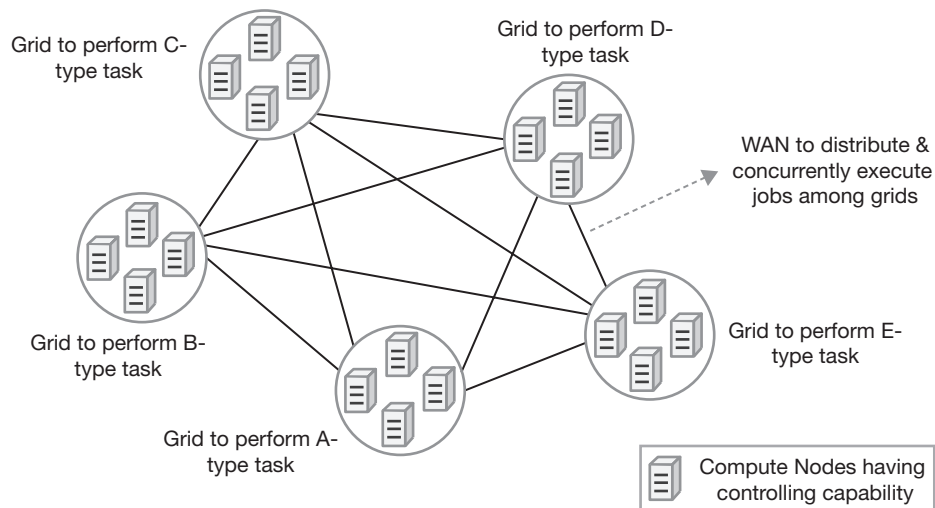 Grid to perform C-
type task
Grid to perform D-
type task
WAN to distribute &
concurrently execute
jobs among grids
Grid to perform B-
type task
Grid to perform E-
type task
Grid to perform A-
type task
Compute Nodes having
controlling capability